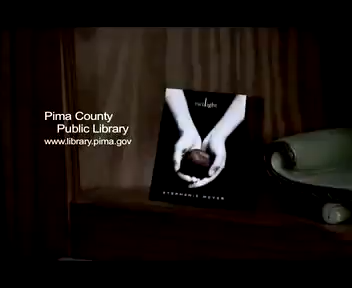 Pima County
Public Library
www.library.pima.gov
twilight
STEPHENIE MEYER